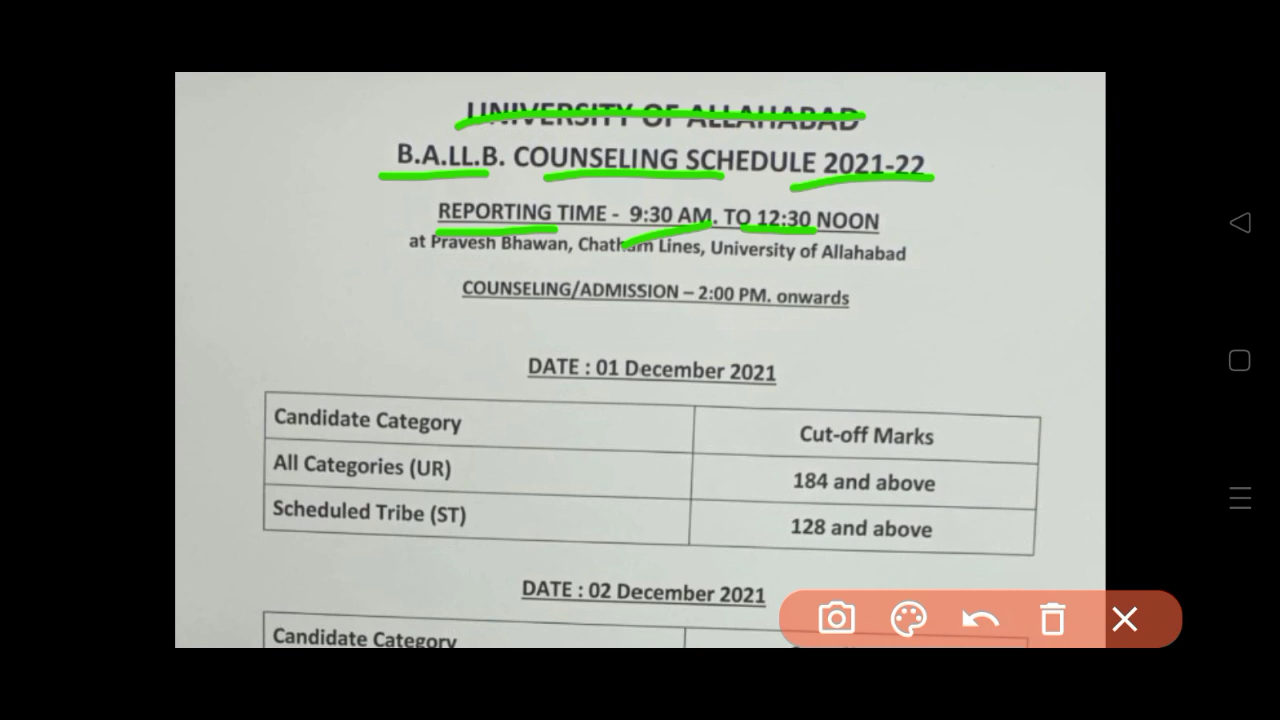 UNIVERSITY OF ALLAHABAD
B.A.LL.B. COUNSELING SCHEDULE 2021-22
REPORTING TIME - 9:30 AM. TO 12:30 NOON
at Pravesh Bhawan, Chatham Lines, University of Allahabad
COUNSELING/ADMISSION – 2:00 PM. onwards
DATE : 01 December 2021
Candidate Category Cut-off Marks
All Categories (UR) 184 and above
Scheduled Tribe (ST) 128 and above
DATE : 02 December 2021
Candidate Category